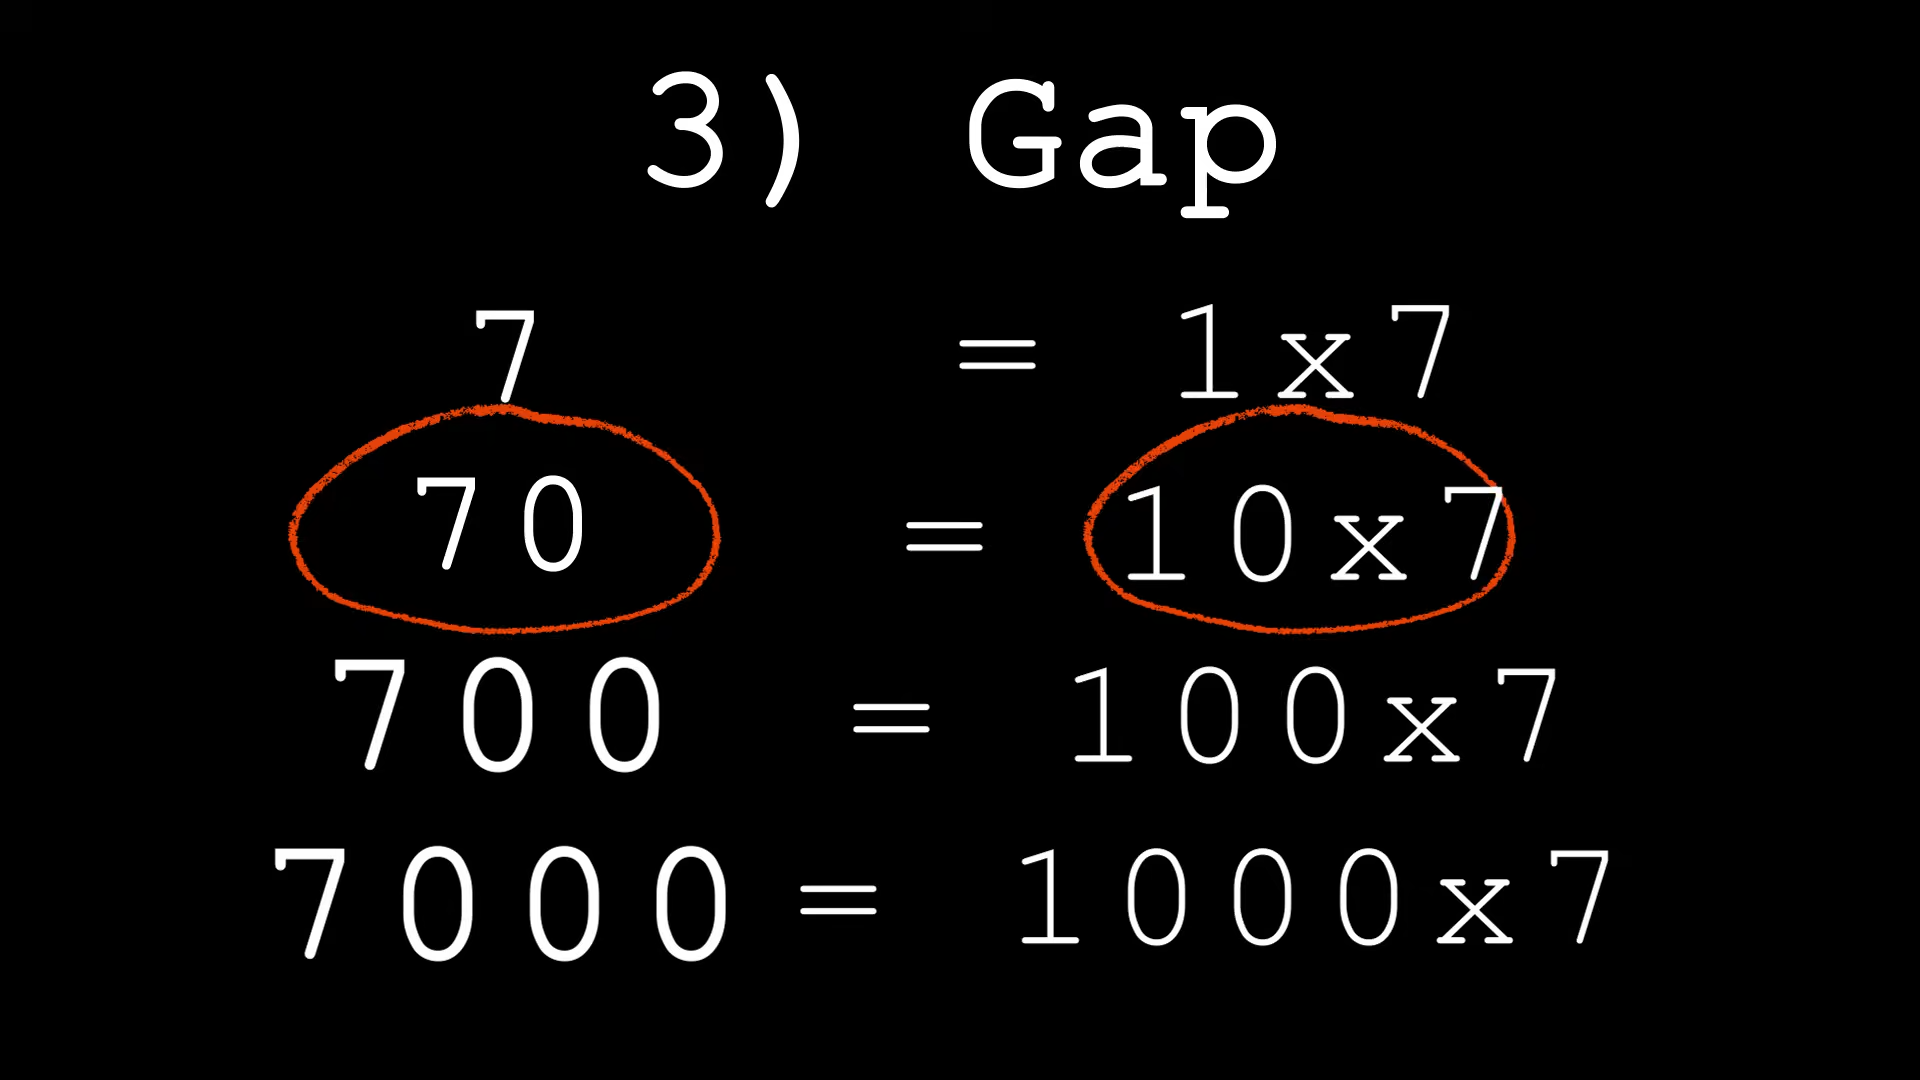 3) Gap
7 = 1x7
70 = 10x7
700 = 100x7
7000 = 1000x7